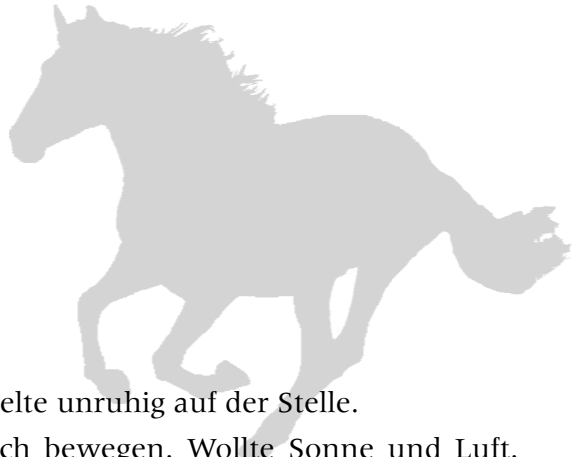 elte unruhig auf der Stelle.
ch bewegen. Wollte Sonne und Luft,